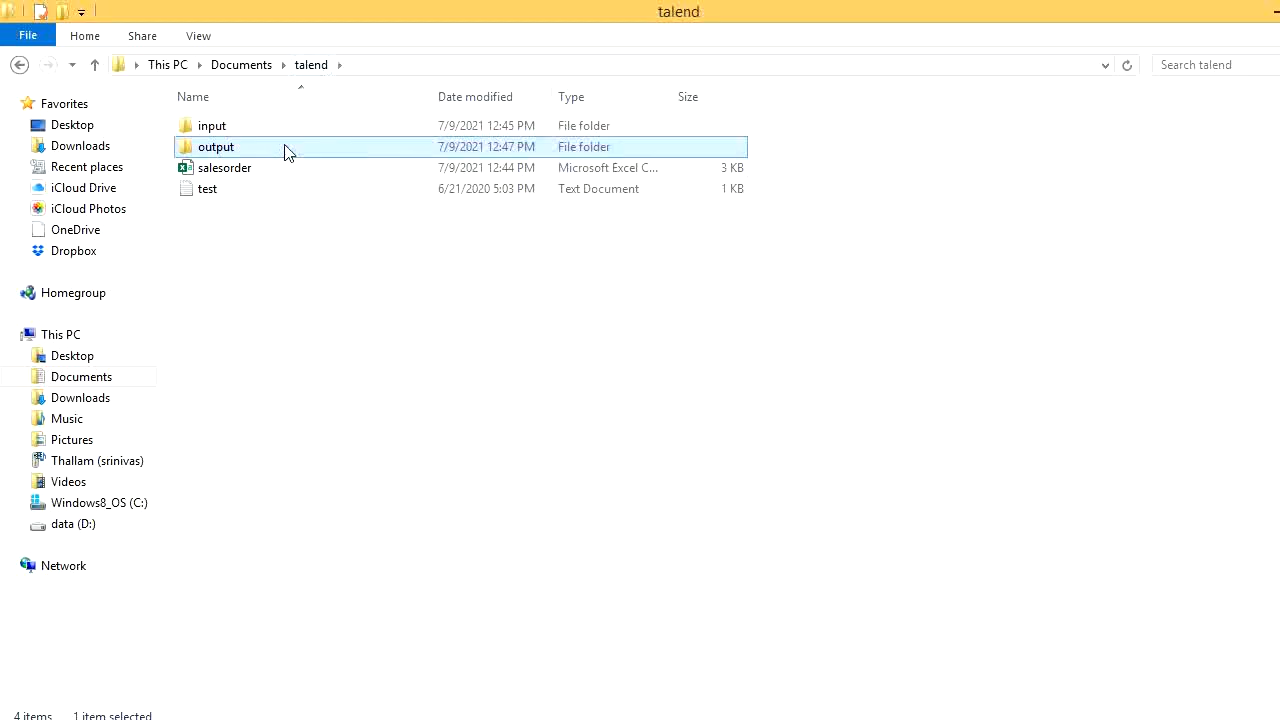 talend
File Home Share View
This PC Documents talend
Search talend
Name Date modified Type Size
input 7/9/2021 12:45 PM File folder
output 7/9/2021 12:47 PM File folder
salesorder 7/9/2021 12:44 PM Microsoft Excel C... 3 KB
test 6/21/2020 5:03 PM Text Document 1 KB
Favorites
Desktop
Downloads
Recent places
iCloud Drive
iCloud Photos
OneDrive
Dropbox
Homegroup
This PC
Desktop
Documents
Downloads
Music
Pictures
Thallam (srinivas)
Videos
Windows8_OS (C:)
data (D:)
Network
4 items 1 item selected